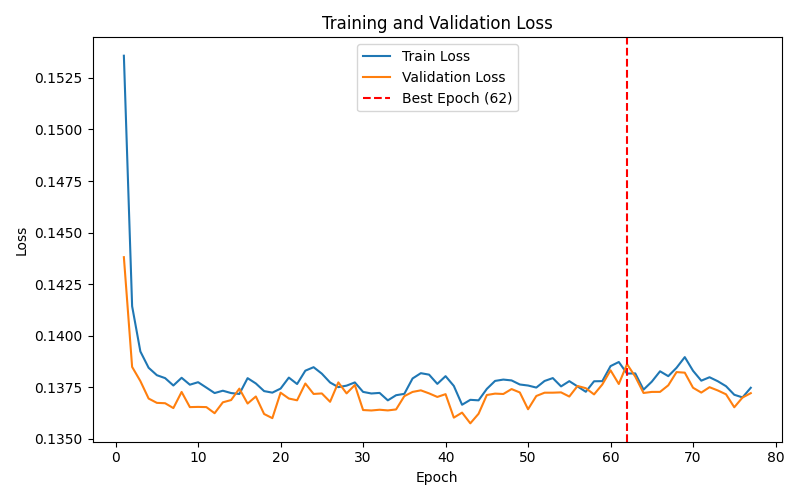 Training and Validation Loss
Train Loss
Validation Loss
Best Epoch (62)
0.1525
0.1500
0.1475
0.1450
0.1425
0.1400
0.1375
0.1350
Loss
0 10 20 30 40 50 60 70 80
Epoch